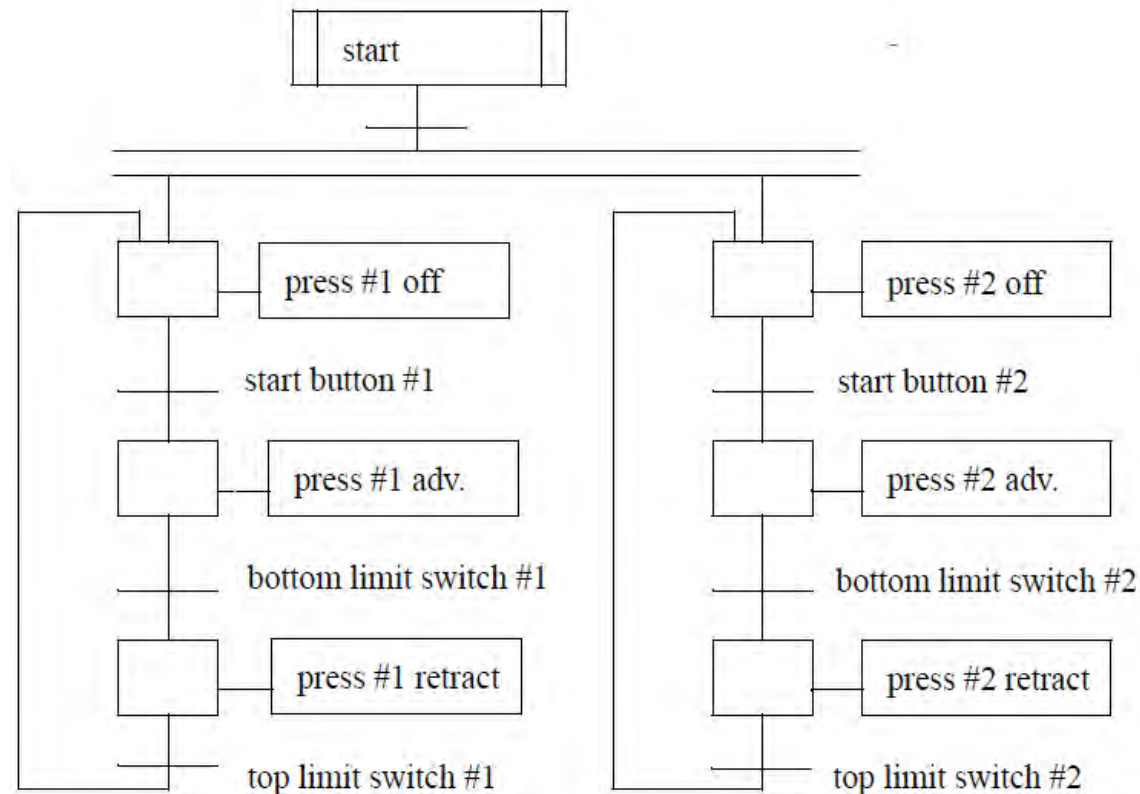 start
press #1 off
start button #1
press #1 adv.
bottom limit switch #1
press #1 retract
top limit switch #1
press #2 off
start button #2
press #2 adv.
bottom limit switch #2
press #2 retract
top limit switch #2